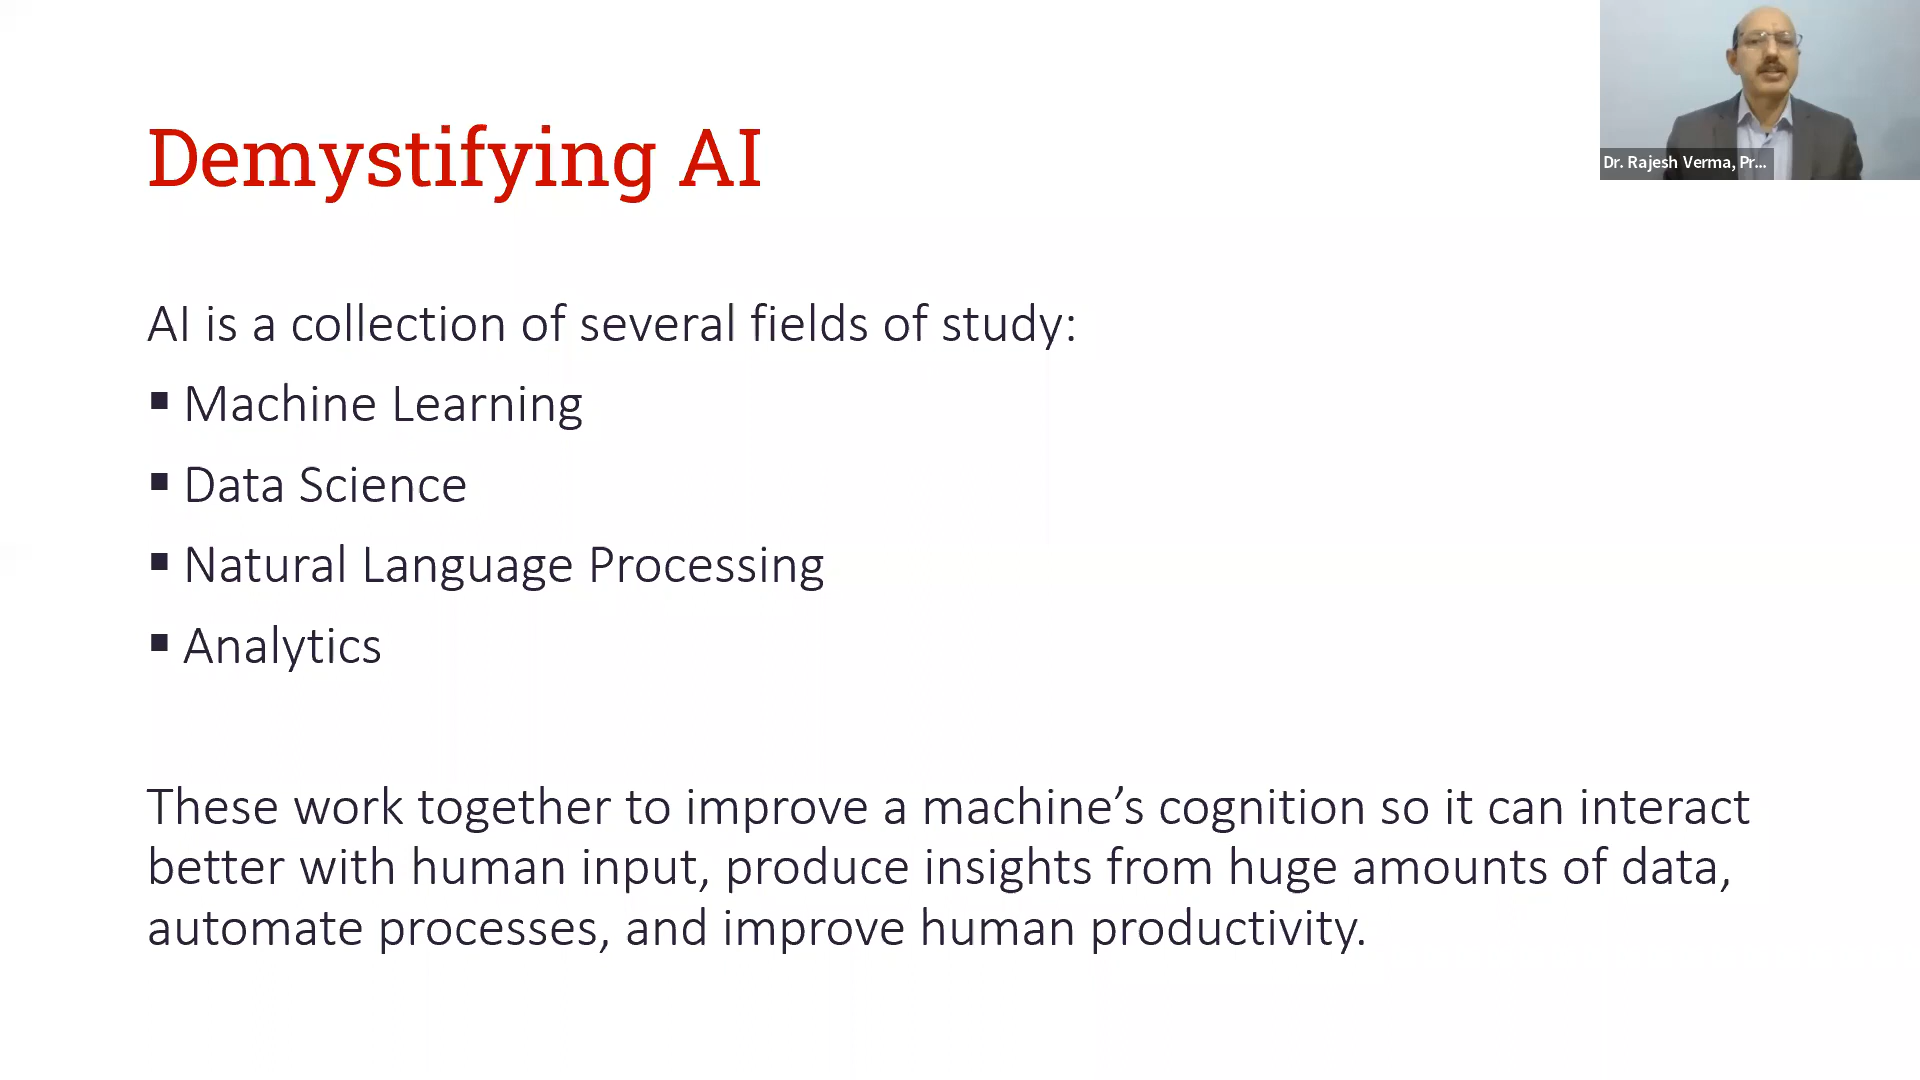 Demystifying AI
Dr. Rajesh Verma, Pr...
AI is a collection of several fields of study:
▪ Machine Learning
▪ Data Science
▪ Natural Language Processing
▪ Analytics
These work together to improve a machine’s cognition so it can interact
better with human input, produce insights from huge amounts of data,
automate processes, and improve human productivity.